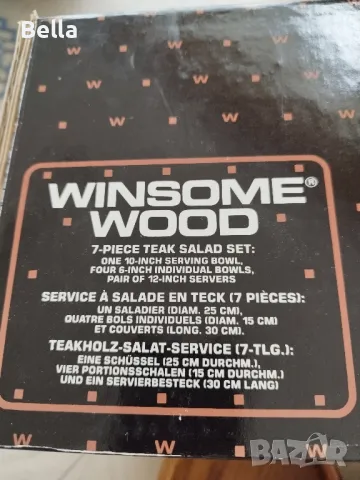 Bella
WINSOME®
WOOD
7-PIECE TEAK SALAD SET:
ONE 10-INCH SERVING BOWL,
FOUR 6-INCH INDIVIDUAL BOWLS,
PAIR OF 12-INCH SERVERS
SERVICE À SALADE EN TECK (7 PIÈCES):
UN SALADIER (DIAM. 25 CM),
QUATRE BOLS INDIVIDUELS (DIAM. 15 CM)
ET COUVERTS (LONG. 30 CM).
TEAKHOLZ-SALAT-SERVICE (7-TLG.):
EINE SCHÜSSEL (25 CM DURCHM.),
VIER PORTIONSSCHALEN (15 CM DURCHM.)
UND EIN SERVIERBESTECK (30 CM LANG)
BAZAR